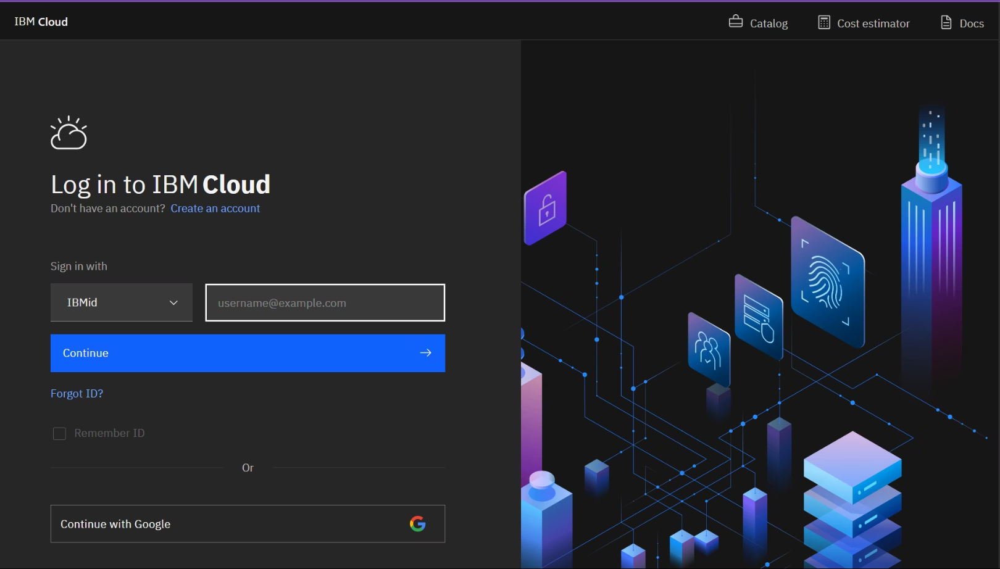 IBM Cloud
Catalog
Cost estimator
Docs
Log in to IBM Cloud
Don't have an account? Create an account
Sign in with
IBMid
username@example.com
Continue
Forgot ID?
Remember ID
Or
Continue with Google